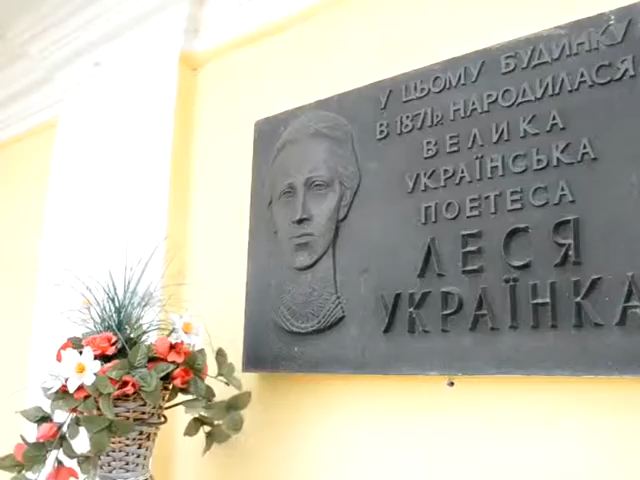 У ЦЬОМУ БУДИНКУ
В 1871р. НАРОДИЛАСЯ
ВЕЛИКА
УКРАЇНСЬКА
ПОЕТЕСА
ЛЕСЯ
УКРАЇНКА